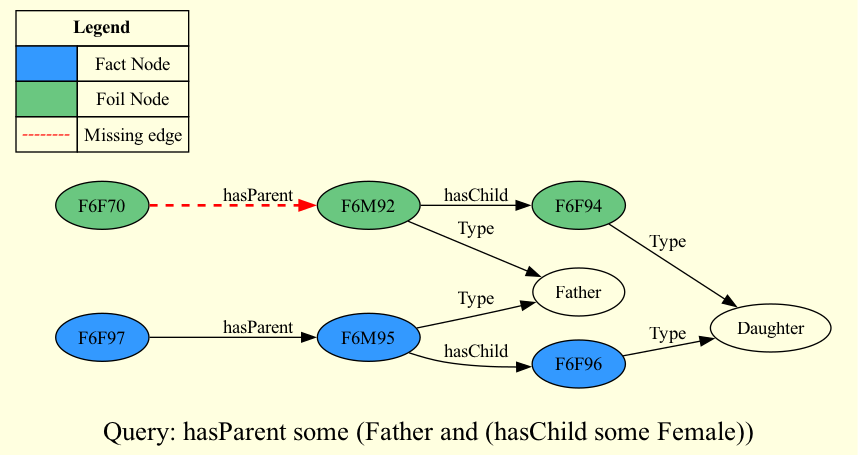 Legend
Fact Node
Foil Node
Missing edge
F6F70
hasParent
F6M92
hasChild
F6F94
Type
Type
Father
Type
Daughter
F6F97
hasParent
F6M95
hasChild
F6F96
Type
Query: hasParent some (Father and (hasChild some Female))